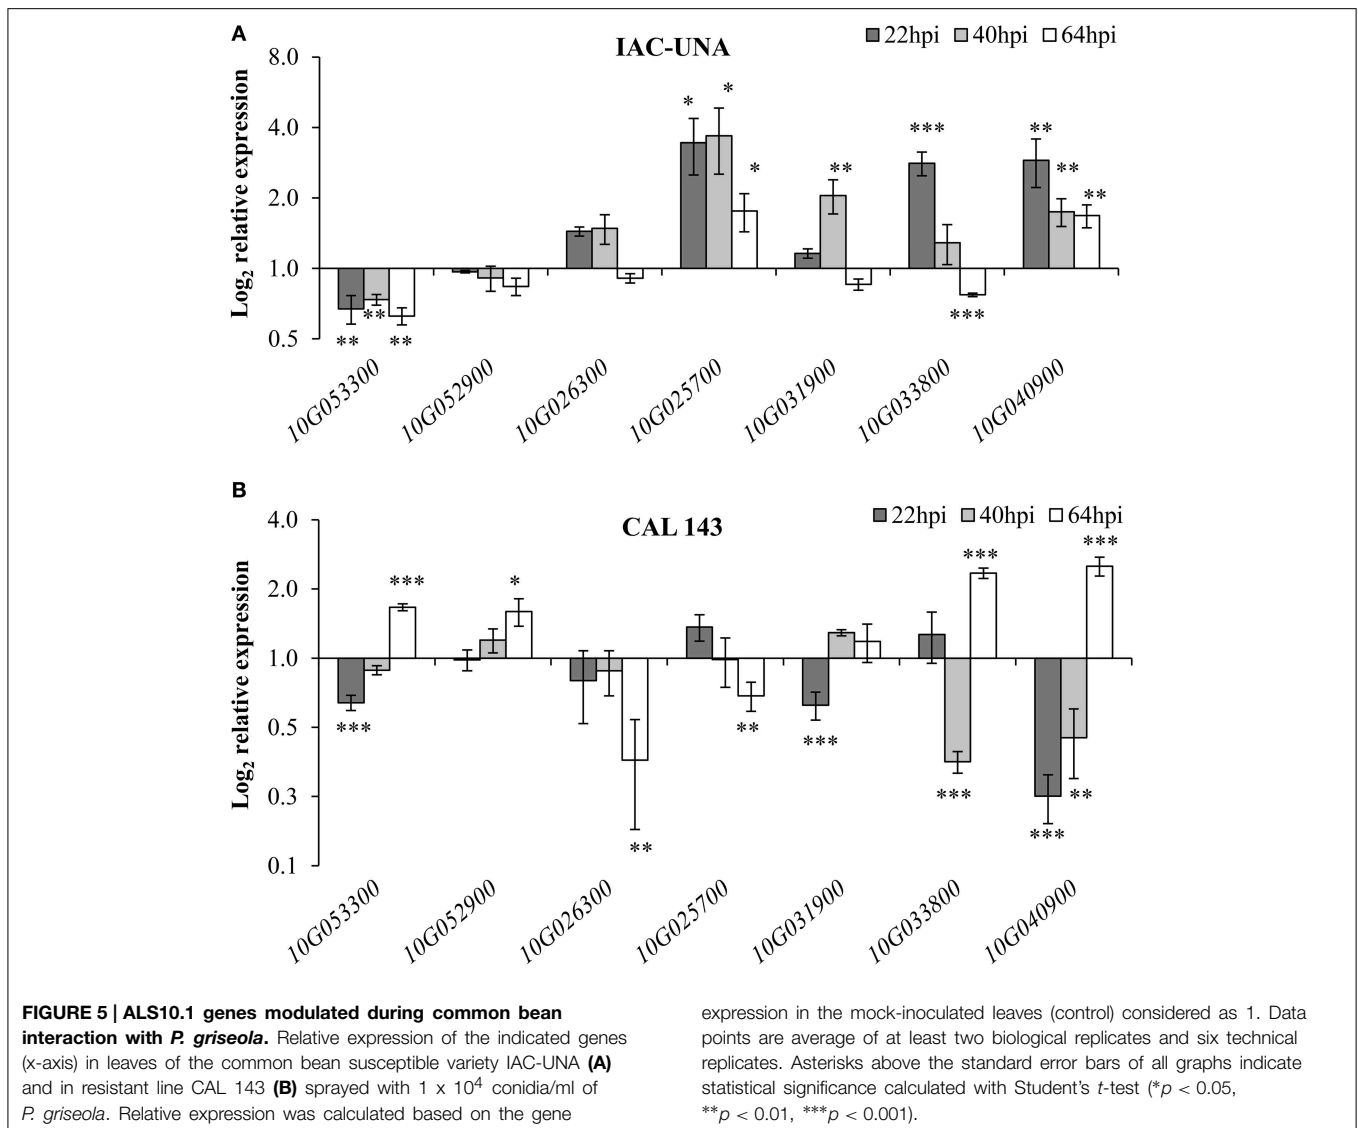 A
IAC-UNA
22hpi 40hpi 64hpi
Log2 relative expression
8.0
4.0
2.0
1.0
0.5
* * * ** *** ** ** **
** ** ** ***
10G053300 10G052900 10G026300 10G025700 10G031900 10G033800 10G040900
B
CAL 143
22hpi 40hpi 64hpi
Log2 relative expression
4.0
2.0
1.0
0.5
0.3
0.1
*** * *** ***
*** ** ** *** *** *** **
10G053300 10G052900 10G026300 10G025700 10G031900 10G033800 10G040900
FIGURE 5 | ALS10.1 genes modulated during common bean
interaction with P. griseola. Relative expression of the indicated genes
(x-axis) in leaves of the common bean susceptible variety IAC-UNA (A)
and in resistant line CAL 143 (B) sprayed with 1 x 10⁴ conidia/ml of
P. griseola. Relative expression was calculated based on the gene
expression in the mock-inoculated leaves (control) considered as 1. Data
points are average of at least two biological replicates and six technical
replicates. Asterisks above the standard error bars of all graphs indicate
statistical significance calculated with Student's t-test (*p < 0.05,
**p < 0.01, ***p < 0.001).